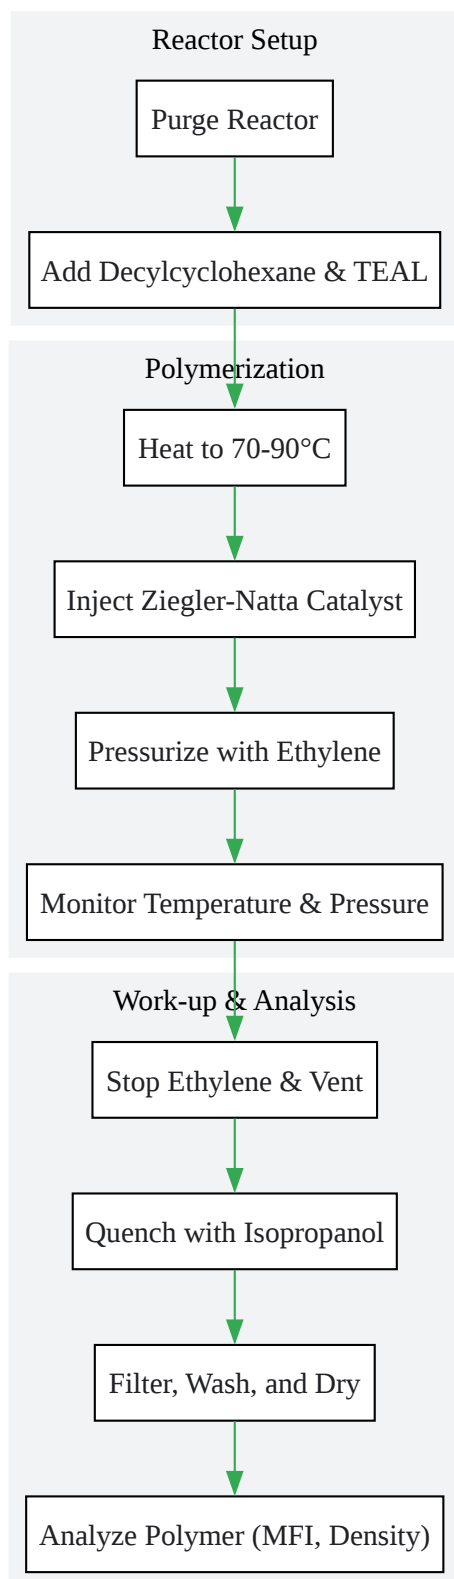 Reactor Setup
Purge Reactor
Add Decylcyclohexane & TEAL
Polymerization
Heat to 70-90°C
Inject Ziegler-Natta Catalyst
Pressurize with Ethylene
Monitor Temperature & Pressure
Work-up & Analysis
Stop Ethylene & Vent
Quench with Isopropanol
Filter, Wash, and Dry
Analyze Polymer (MFI, Density)